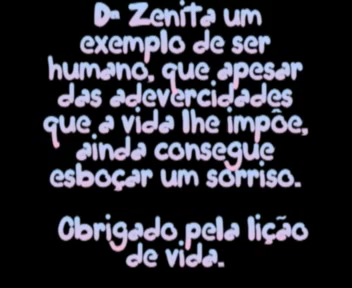 Dª Zenita um
exemplo de ser
humano, que apesar
das adevercidades
que a vida lhe impõe,
ainda consegue
esboçar um sorriso.
Obrigado pela lição
de vida.